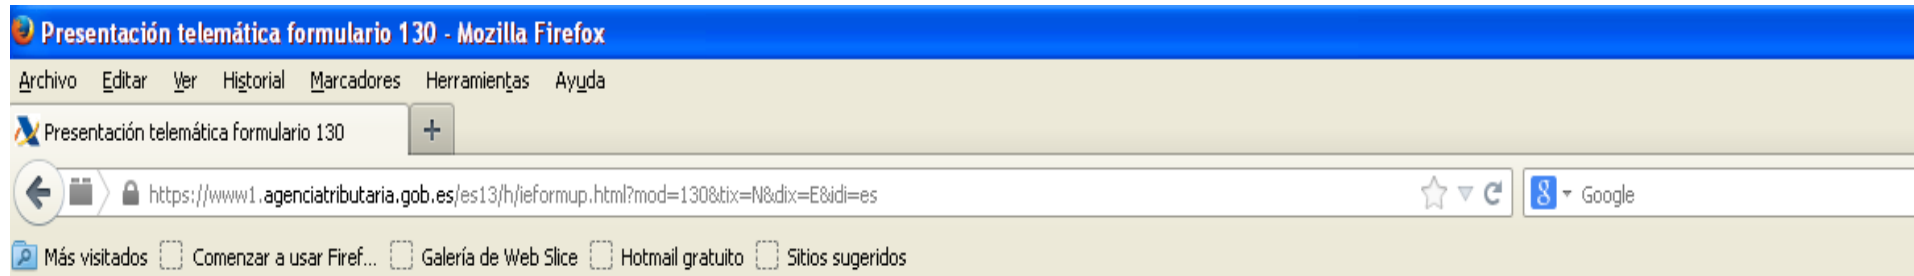 Presentación telemática formulario 130 - Mozilla Firefox
Archivo Editar Ver Historial Marcadores Herramientas Ayuda
Presentación telemática formulario 130 +
https://www1.agenciatributaria.gob.es/es13/h/ieformup.html?mod=130&tix=N&dix=E&idi=es 8 Google
Más visitados Comenzar a usar Firef... Galería de Web Slice Hotmail gratuito Sitios sugeridos